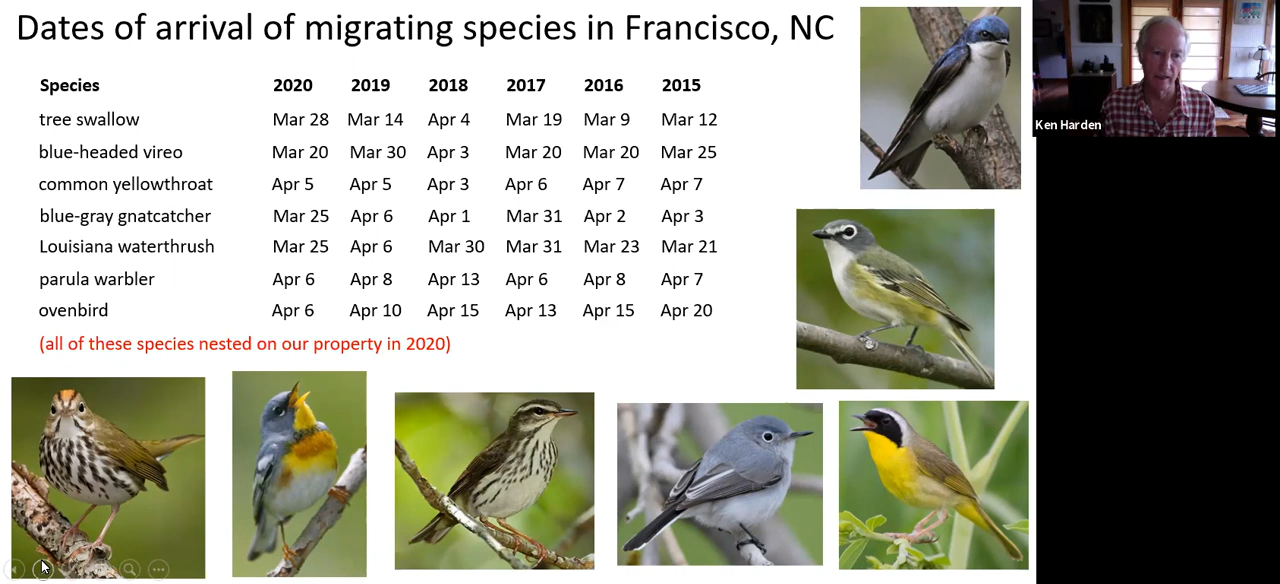 Dates of arrival of migrating species in Francisco, NC
Species 2020 2019 2018 2017 2016 2015
tree swallow Mar 28 Mar 14 Apr 4 Mar 19 Mar 9 Mar 12
blue-headed vireo Mar 20 Mar 30 Apr 3 Mar 20 Mar 20 Mar 25
common yellowthroat Apr 5 Apr 5 Apr 3 Apr 6 Apr 7 Apr 7
blue-gray gnatcatcher Mar 25 Apr 6 Apr 1 Mar 31 Apr 2 Apr 3
Louisiana waterthrush Mar 25 Apr 6 Mar 30 Mar 31 Mar 23 Mar 21
parula warbler Apr 6 Apr 8 Apr 13 Apr 6 Apr 8 Apr 7
ovenbird Apr 6 Apr 10 Apr 15 Apr 13 Apr 15 Apr 20
(all of these species nested on our property in 2020)
Ken Harden